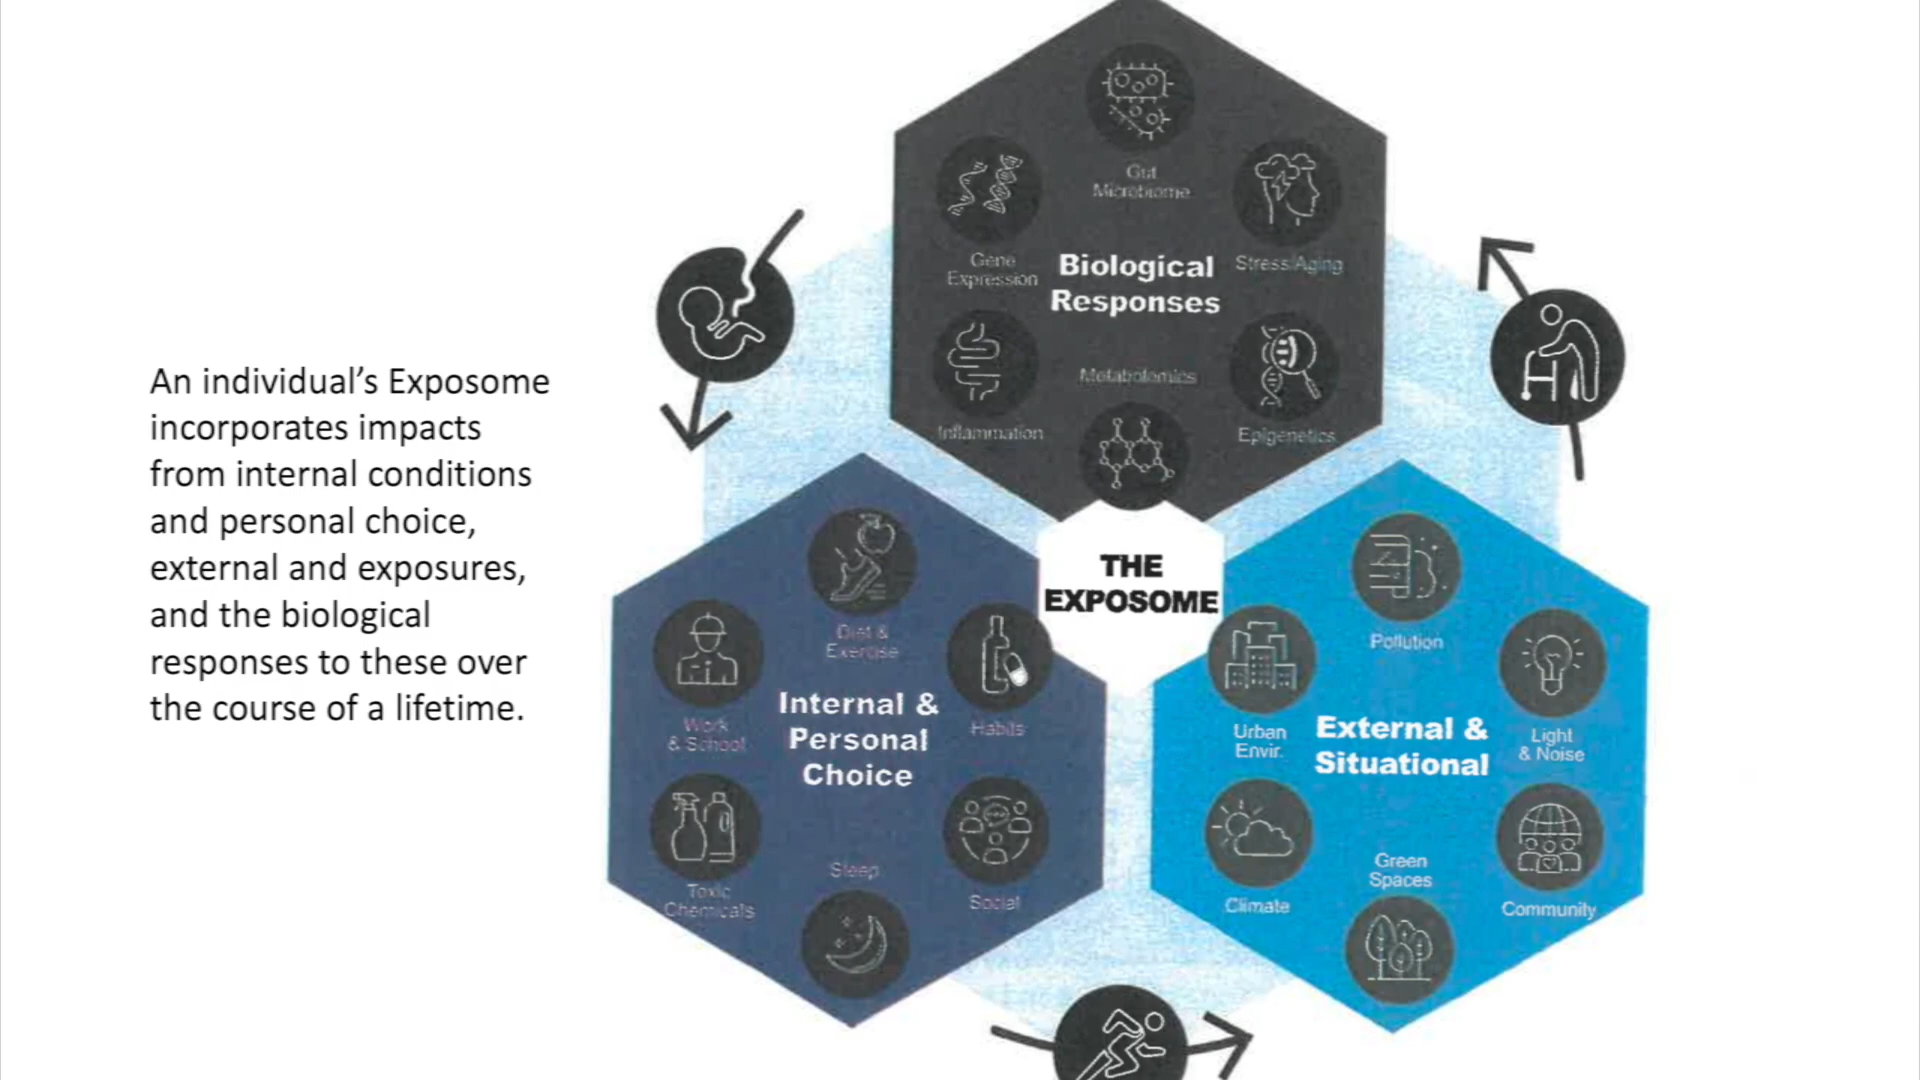 An individual’s Exposome
incorporates impacts
from internal conditions
and personal choice,
external and exposures,
and the biological
responses to these over
the course of a lifetime.
Gut
Microbiome
Gene
Expression
Biological
Responses
Stress/Aging
Metabolomics
Inflammation
Epigenetics
THE
EXPOSOME
Diet &
Exercise
Work
& School
Internal &
Personal
Choice
Habits
Toxic
Chemicals
Sleep
Social
Pollution
Urban
Envir.
External &
Situational
Light
& Noise
Climate
Green
Spaces
Community